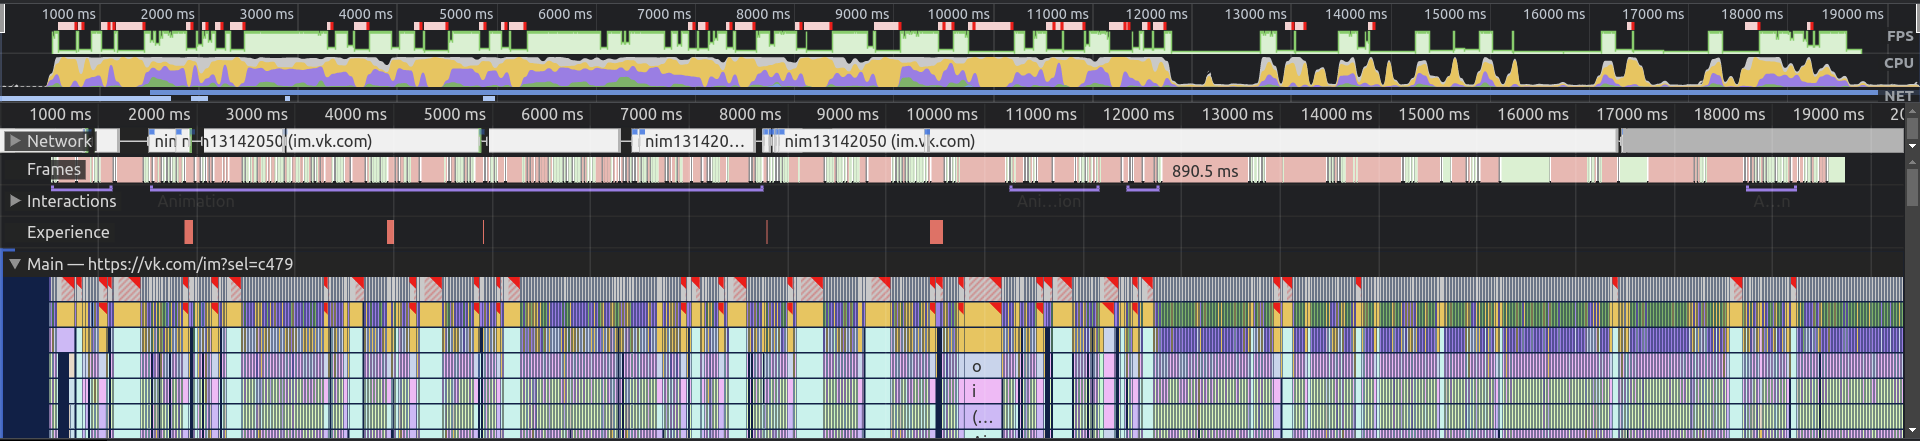 1000 ms 2000 ms 3000 ms 4000 ms 5000 ms 6000 ms 7000 ms 8000 ms 9000 ms 10000 ms 11000 ms 12000 ms 13000 ms 14000 ms 15000 ms 16000 ms 17000 ms 18000 ms 19000 ms
FPS
CPU
NET
1000 ms 2000 ms 3000 ms 4000 ms 5000 ms 6000 ms 7000 ms 8000 ms 9000 ms 10000 ms 11000 ms 12000 ms 13000 ms 14000 ms 15000 ms 16000 ms 17000 ms 18000 ms 19000 ms 20
Network nim n n13142050 (im.vk.com) nim131420… nim13142050 (im.vk.com)
Frames 890.5 ms
Interactions Animation Ani…ion A…n
Experience
Main — https://vk.com/im?sel=c479
o
i
(…